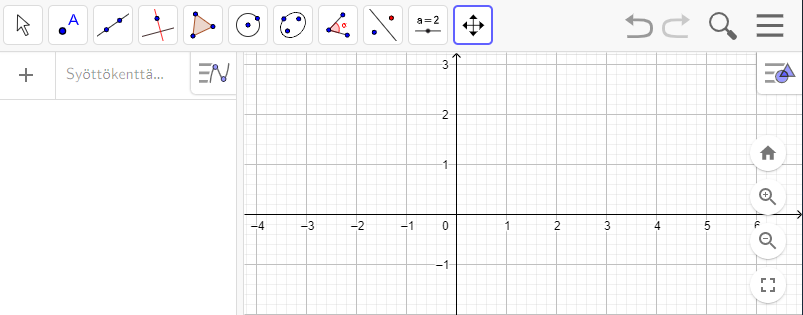 A
a=2
α
+ Syöttökenttä...
3
2
1
−4 −3 −2 −1 0 1 2 3 4 5 6
−1